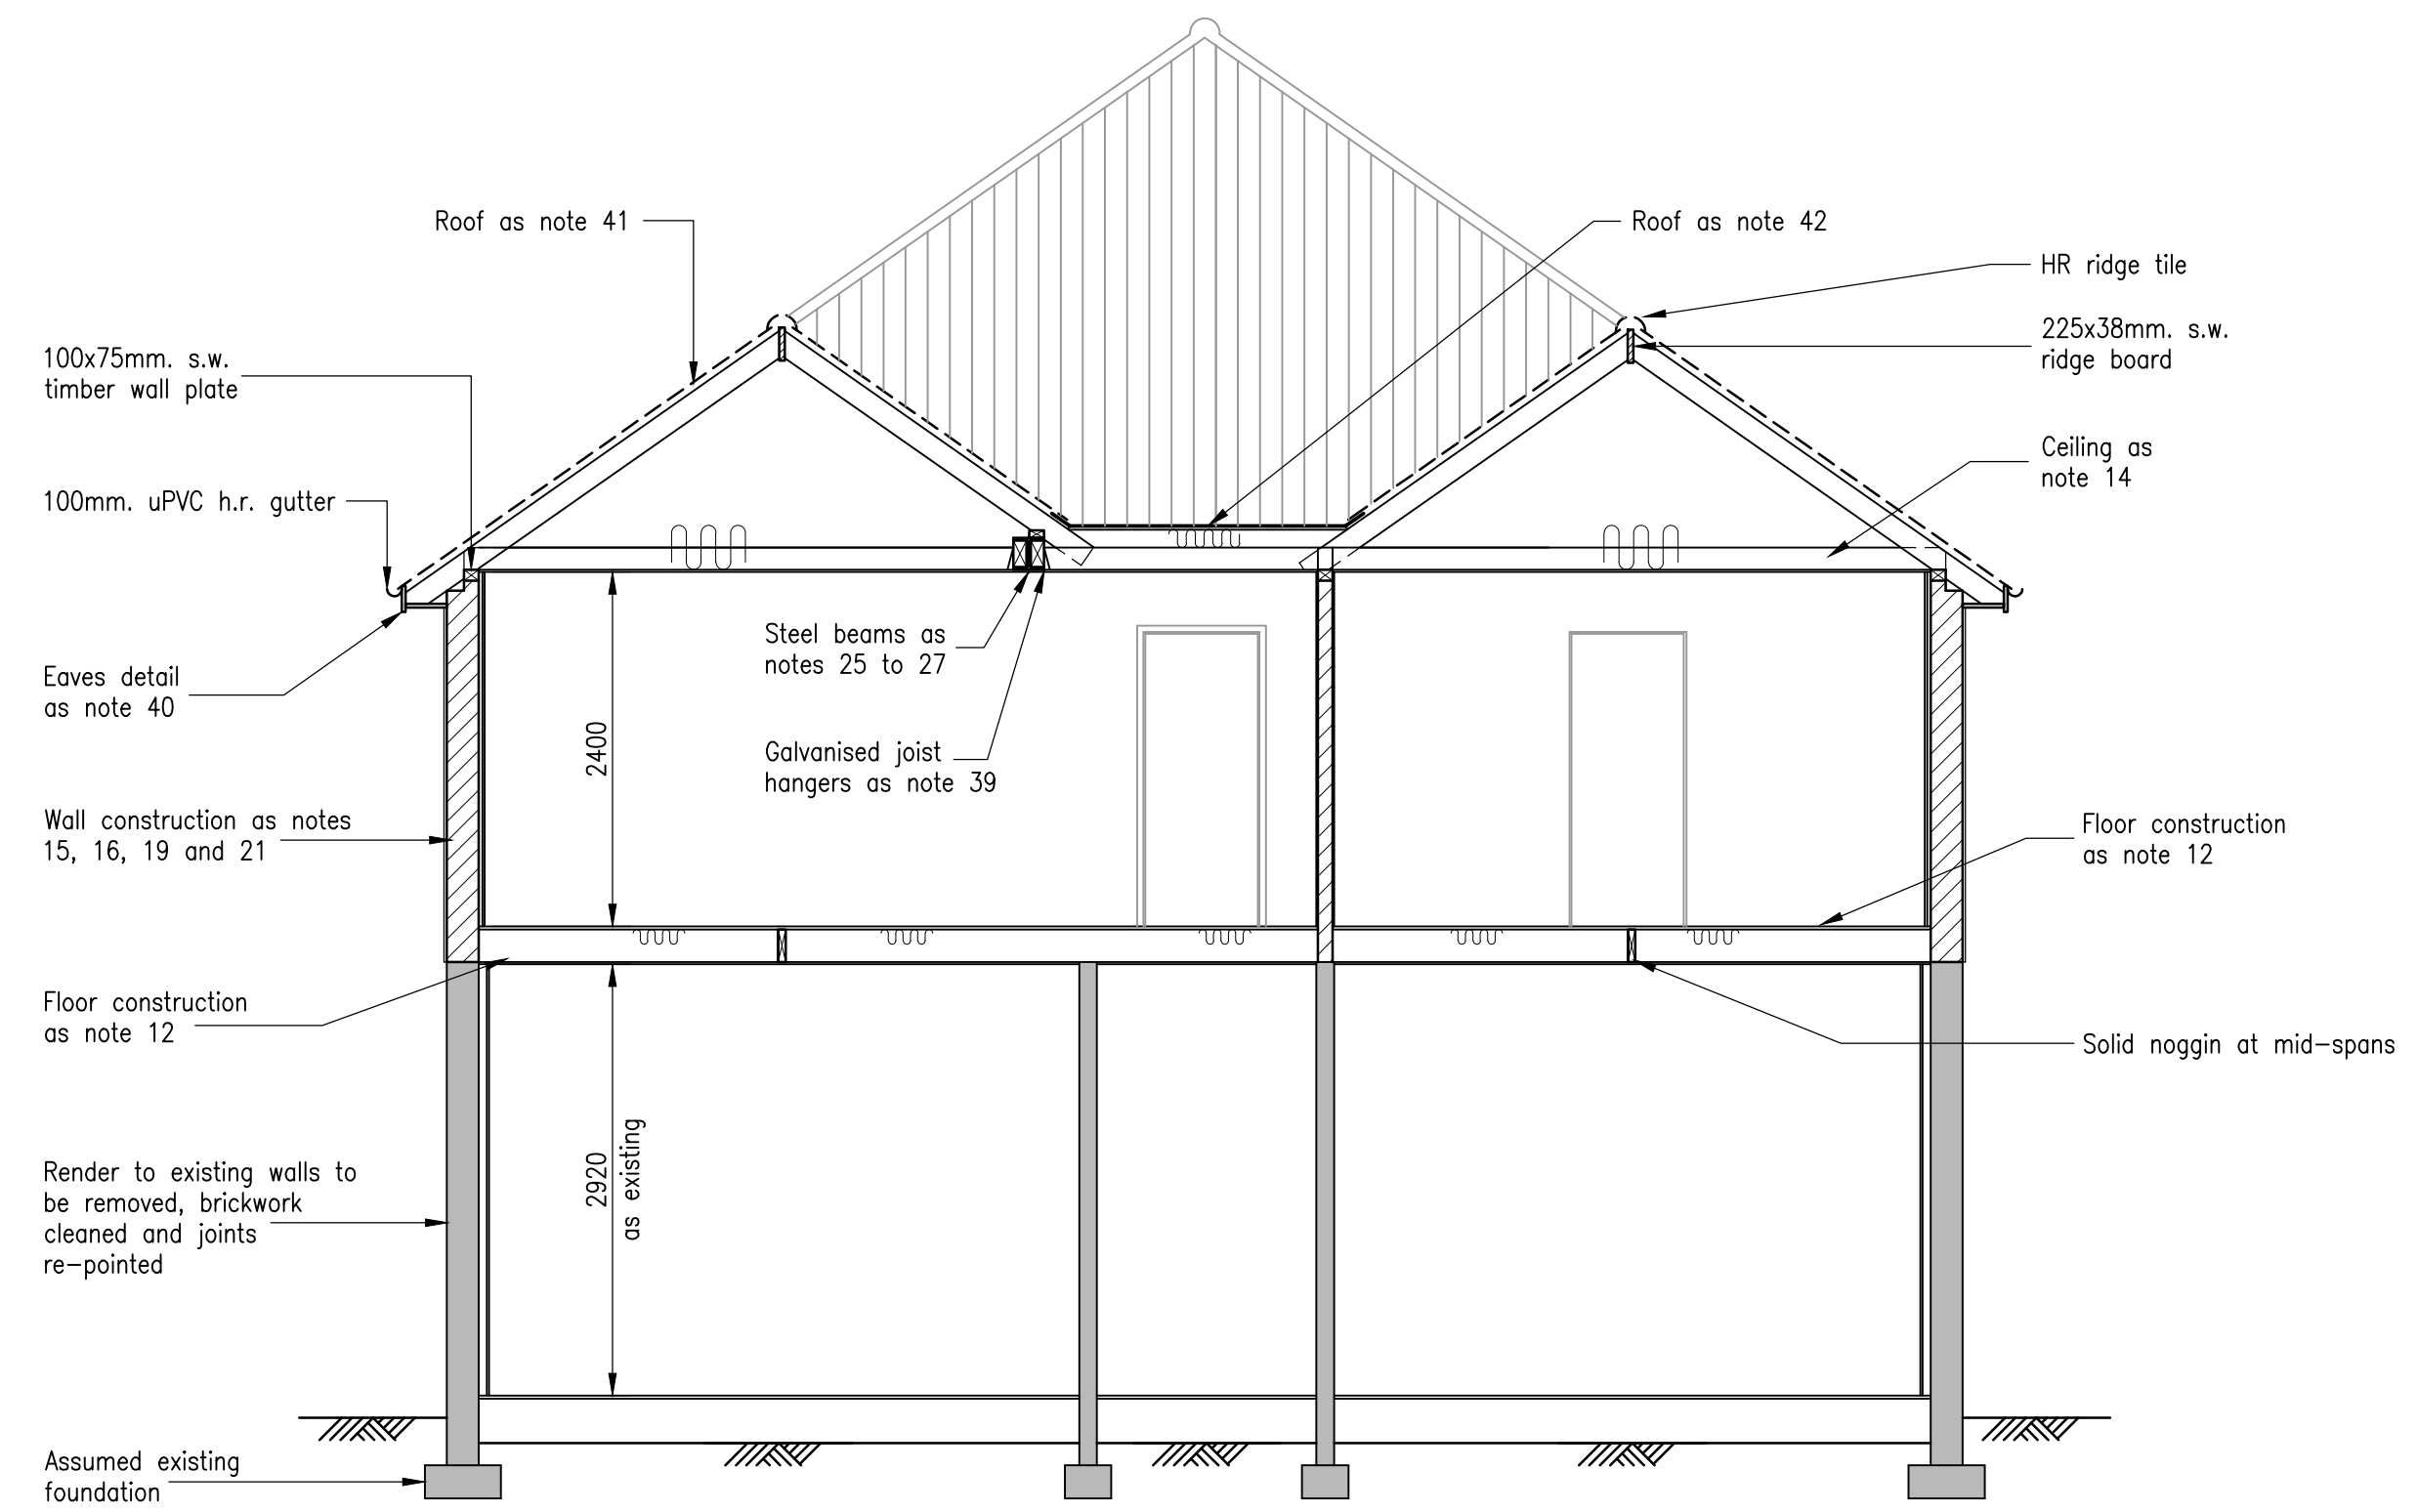 Roof as note 41
Roof as note 42
HR ridge tile
225x38mm. s.w.
ridge board
100x75mm. s.w.
timber wall plate
Ceiling as
note 14
100mm. uPVC h.r. gutter
Steel beams as
notes 25 to 27
Eaves detail
as note 40
2400
Galvanised joist
hangers as note 39
Wall construction as notes
15, 16, 19 and 21
Floor construction
as note 12
Floor construction
as note 12
Solid noggin at mid-spans
2920
as existing
Render to existing walls to
be removed, brickwork
cleaned and joints
re-pointed
Assumed existing
foundation